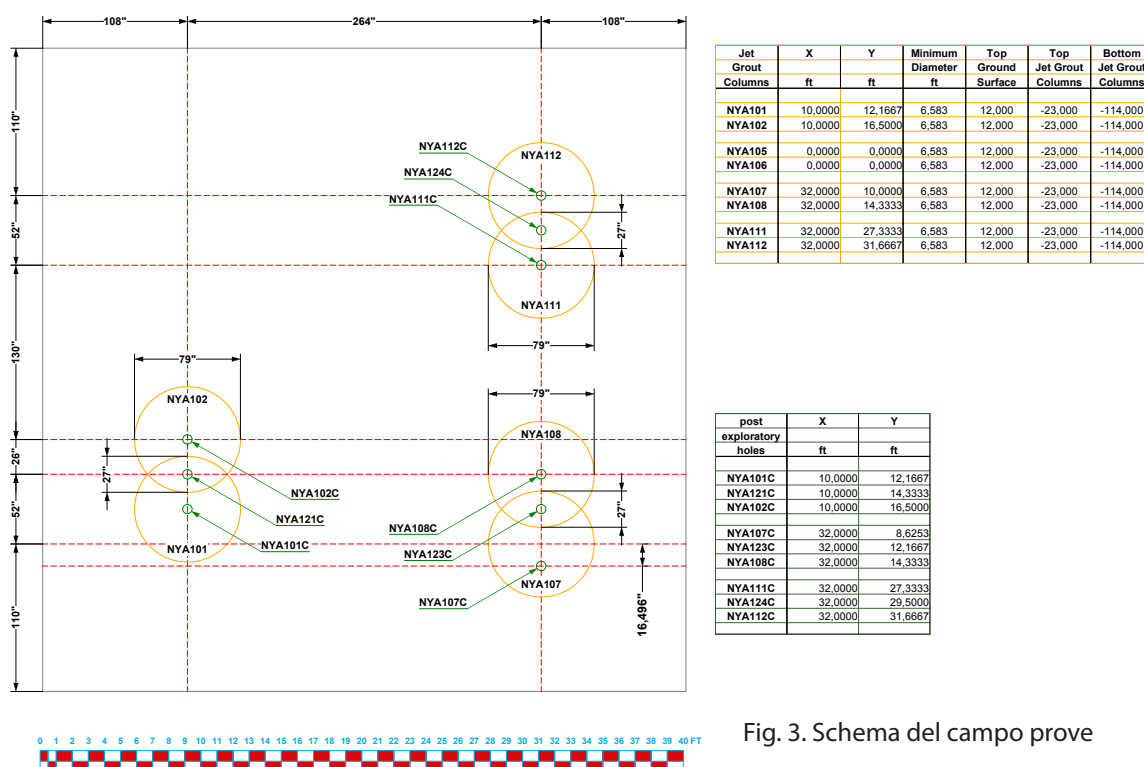 108" 264" 108"
110"
52"
130"
26"
52"
110"
NYA112C
NYA124C
NYA111C
NYA112
27"
NYA111
79"
79"
NYA102
27"
NYA101
NYA102C
NYA121C
NYA101C
79"
NYA108
27"
NYA108C
NYA123C
NYA107
NYA107C
16,496"
0 1 2 3 4 5 6 7 8 9 10 11 12 13 14 15 16 17 18 19 20 21 22 23 24 25 26 27 28 29 30 31 32 33 34 35 36 37 38 39 40 FT
Jet X Y Minimum Top Top Bottom
Grout Diameter Ground Jet Grout Jet Grout
Columns ft ft ft Surface Columns Columns
NYA101 10,0000 12,1667 6,583 12,000 -23,000 -114,000
NYA102 10,0000 16,5000 6,583 12,000 -23,000 -114,000
NYA105 0,0000 0,0000 6,583 12,000 -23,000 -114,000
NYA106 0,0000 0,0000 6,583 12,000 -23,000 -114,000
NYA107 32,0000 10,0000 6,583 12,000 -23,000 -114,000
NYA108 32,0000 14,3333 6,583 12,000 -23,000 -114,000
NYA111 32,0000 27,3333 6,583 12,000 -23,000 -114,000
NYA112 32,0000 31,6667 6,583 12,000 -23,000 -114,000
post X Y
exploratory
holes ft ft
NYA101C 10,0000 12,1667
NYA121C 10,0000 14,3333
NYA102C 10,0000 16,5000
NYA107C 32,0000 8,6253
NYA123C 32,0000 12,1667
NYA108C 32,0000 14,3333
NYA111C 32,0000 27,3333
NYA124C 32,0000 29,5000
NYA112C 32,0000 31,6667
Fig. 3. Schema del campo prove